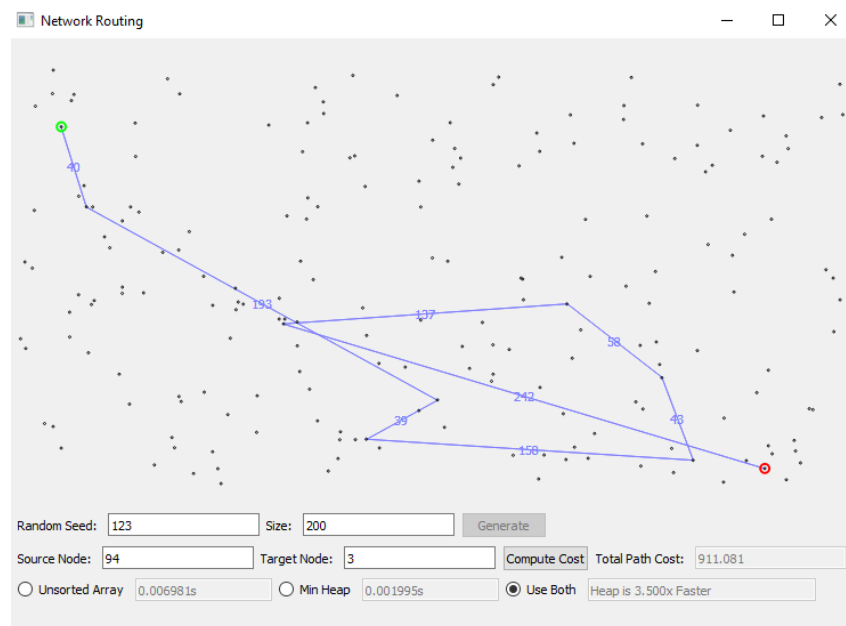 Network Routing
40
193
137
58
242
43
39
158
Random Seed: 123 Size: 200 Generate
Source Node: 94 Target Node: 3 Compute Cost Total Path Cost: 911.081
Unsorted Array 0.006981s Min Heap 0.001995s Use Both Heap is 3.500x Faster